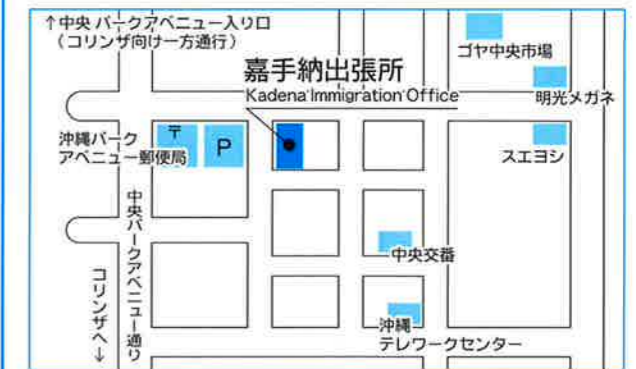 ↑中央 パークアベニュー入り口
（コリンザ向け一方通行）
ゴヤ中央市場
嘉手納出張所
Kadena Immigration Office
明光メガネ
沖縄パーク
アベニュー郵便局
〒
P
スエヨシ
中央パークアベニュー通り
中央交番
コリンザへ↓
沖縄
テレワークセンター